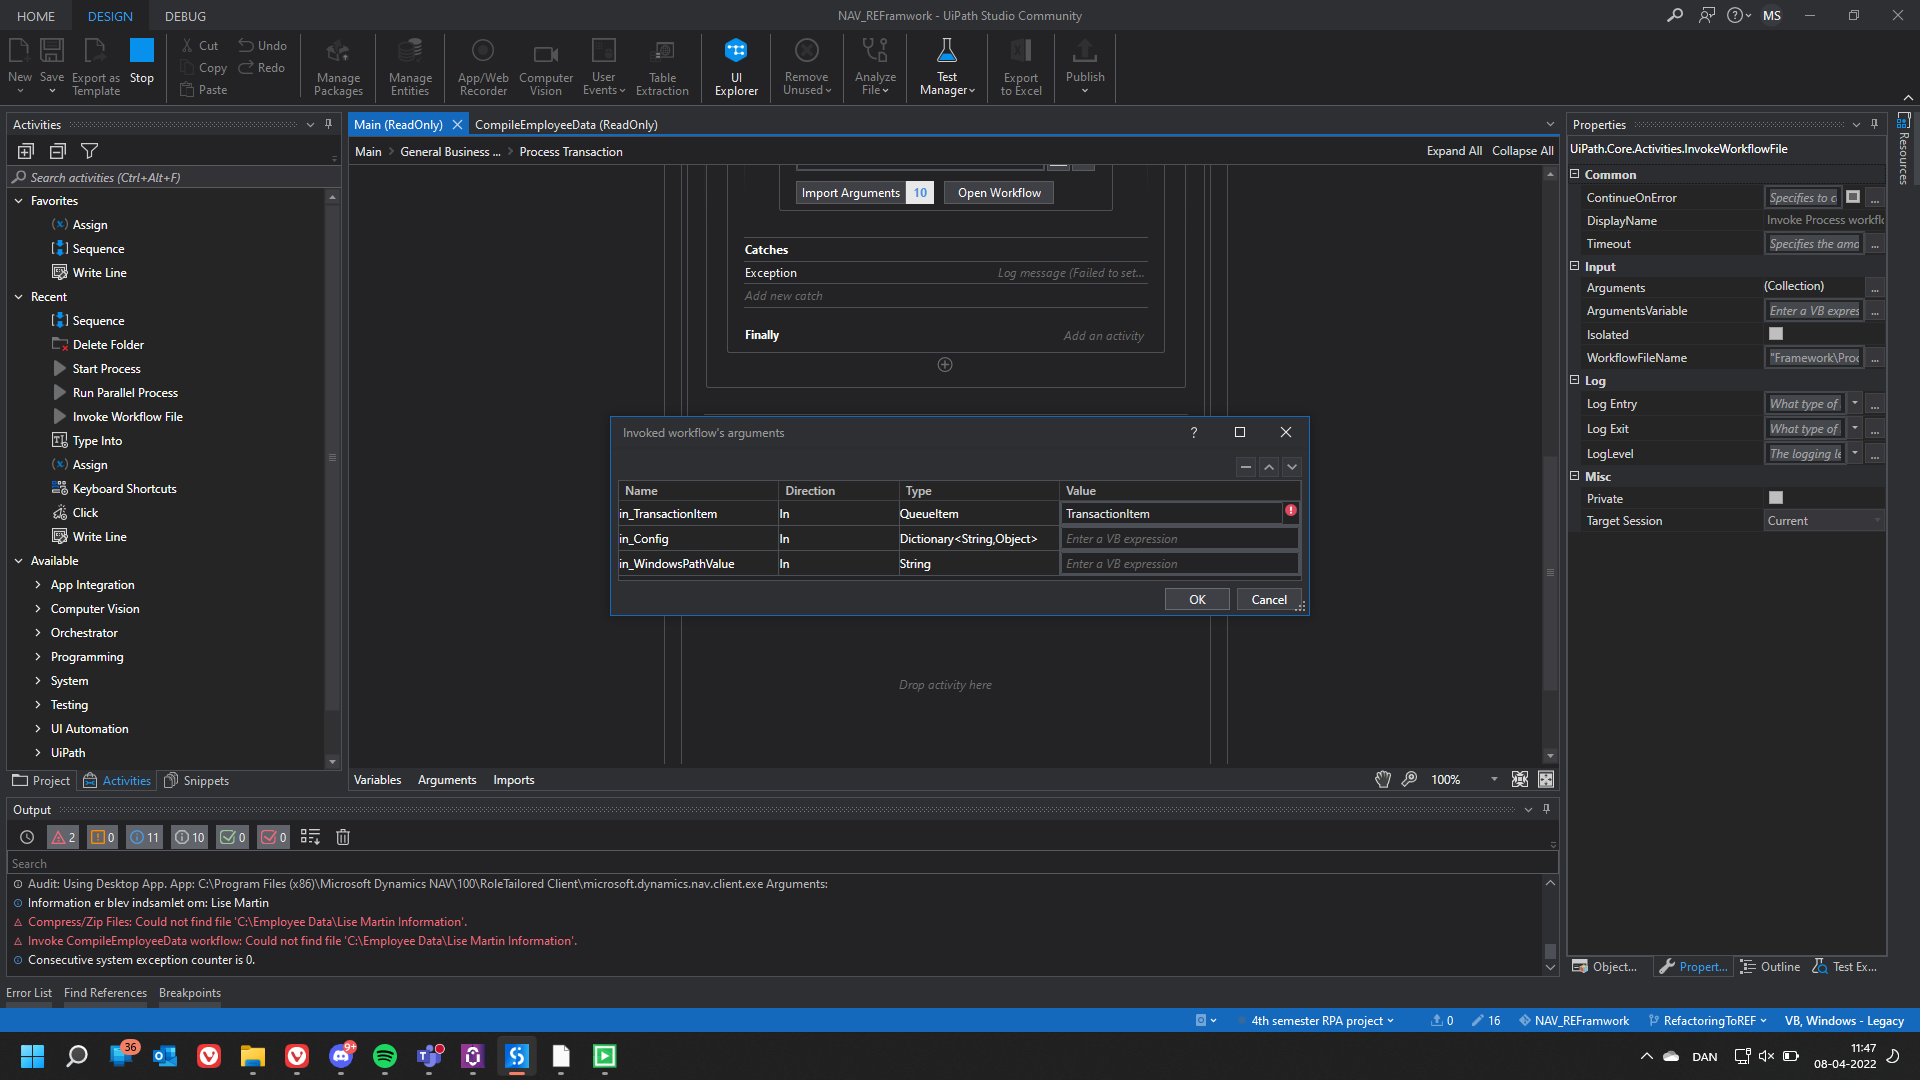 HOME DESIGN DEBUG
NAV_REFramwork - UiPath Studio Community
MS
New Save Export as Template Stop
Cut Copy Paste Undo Redo
Manage Packages
Manage Entities
App/Web Recorder
Computer Vision
User Events
Table Extraction
UI Explorer
Remove Unused
Analyze File
Test Manager
Export to Excel
Publish
Activities
Search activities (Ctrl+Alt+F)
Favorites
Assign
Sequence
Write Line
Recent
Sequence
Delete Folder
Start Process
Run Parallel Process
Invoke Workflow File
Type Into
Assign
Keyboard Shortcuts
Click
Write Line
Available
App Integration
Computer Vision
Orchestrator
Programming
System
Testing
UI Automation
UiPath
Project Activities Snippets
Main (ReadOnly) CompileEmployeeData (ReadOnly)
Main > General Business ... > Process Transaction
Expand All Collapse All
Import Arguments 10 Open Workflow
Catches
Exception Log message (Failed to set...
Add new catch
Finally Add an activity
Invoked workflow's arguments ?
Name Direction Type Value
in_TransactionItem In QueueItem TransactionItem
in_Config In Dictionary<String,Object> Enter a VB expression
in_WindowsPathValue In String Enter a VB expression
OK Cancel
Drop activity here
Variables Arguments Imports
100%
Properties
UiPath.Core.Activities.InvokeWorkflowFile
Common
ContinueOnError Specifies to c ...
DisplayName Invoke Process workflo
Timeout Specifies the amo ...
Input
Arguments (Collection) ...
ArgumentsVariable Enter a VB expres ...
Isolated
WorkflowFileName "Framework\Proc ...
Log
Log Entry What type of ...
Log Exit What type of ...
LogLevel The logging le ...
Misc
Private
Target Session Current
Resources
Object... Propert... Outline Test Ex...
Output
2 0 11 10 0 0
Search
Audit: Using Desktop App. App: C:\Program Files (x86)\Microsoft Dynamics NAV\100\RoleTailored Client\microsoft.dynamics.nav.client.exe Arguments:
Information er blev indsamlet om: Lise Martin
Compress/Zip Files: Could not find file 'C:\Employee Data\Lise Martin Information'.
Invoke CompileEmployeeData workflow: Could not find file 'C:\Employee Data\Lise Martin Information'.
Consecutive system exception counter is 0.
Error List Find References Breakpoints
4th semester RPA project 0 16 NAV_REFramwork RefactoringToREF VB, Windows - Legacy
36 9+
DAN
11:47
08-04-2022